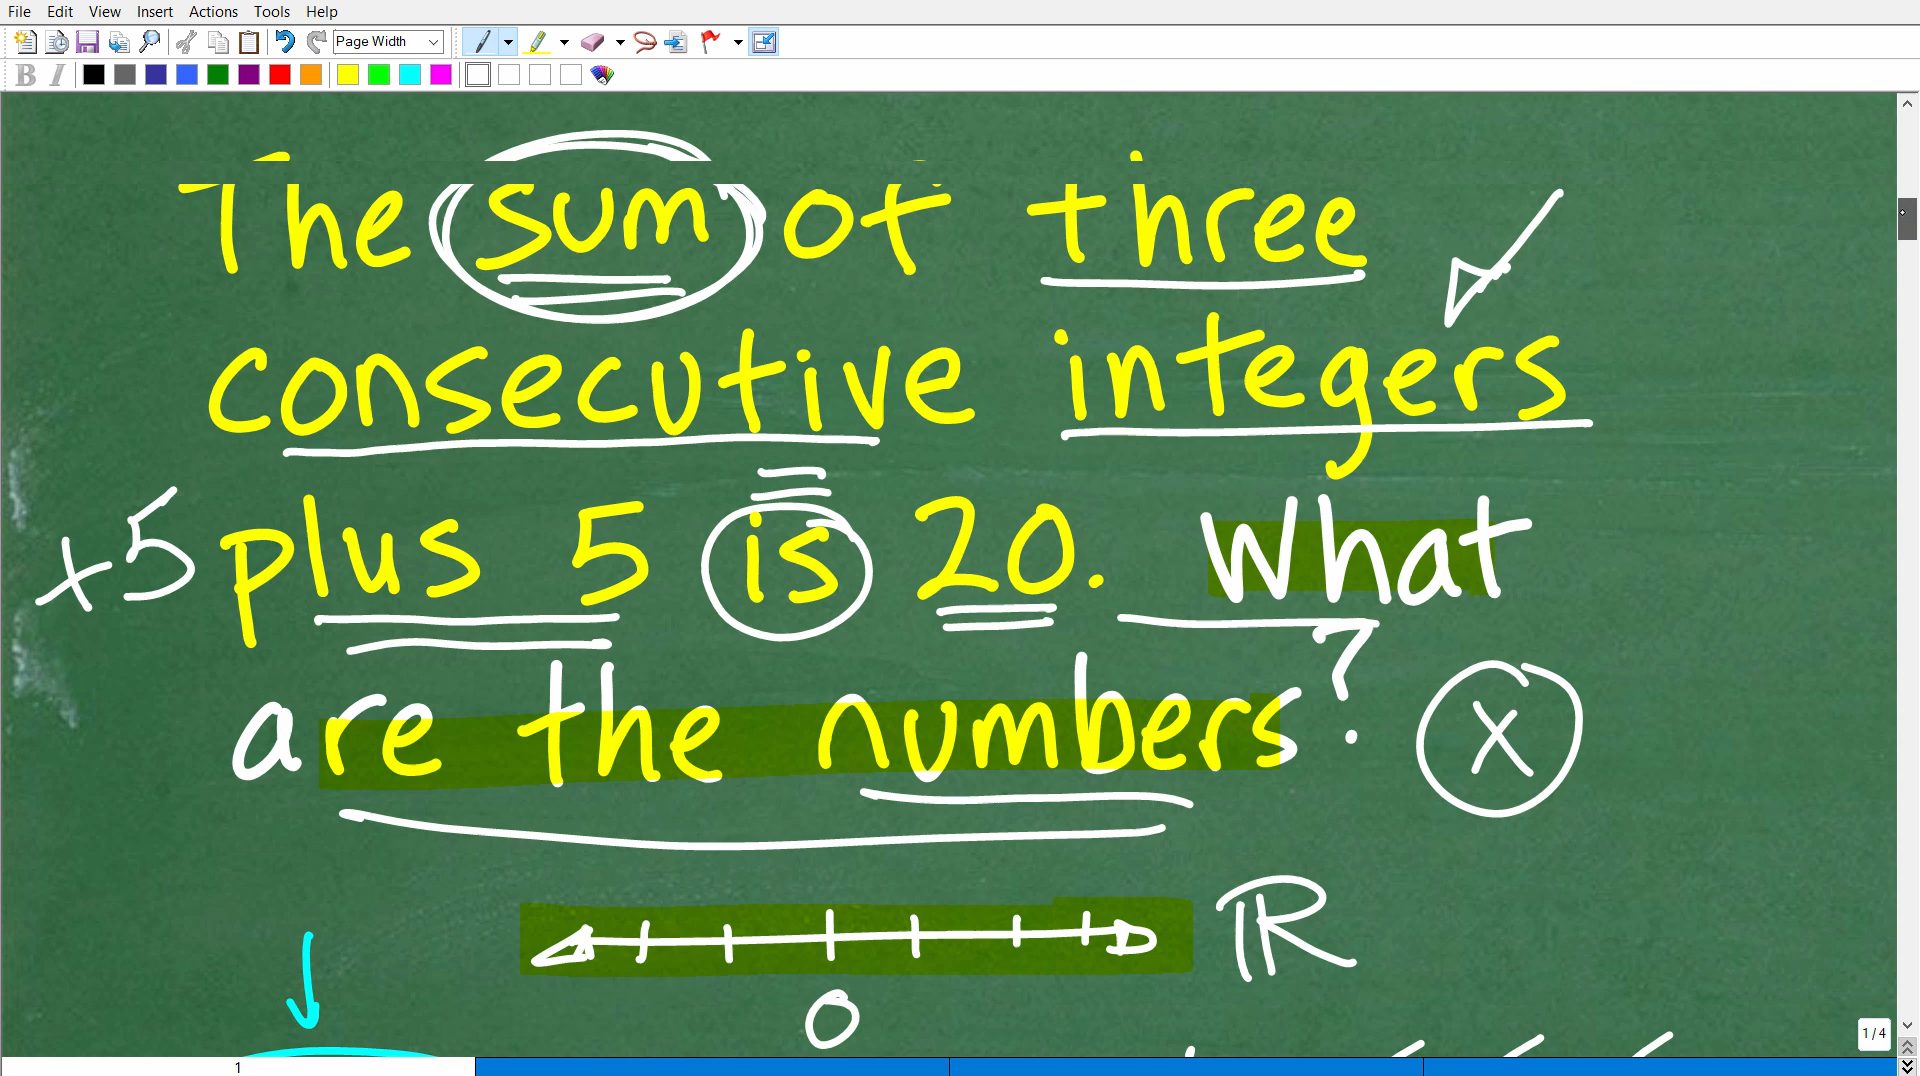 File Edit View Insert Actions Tools Help
Page Width
B I
The sum of three
consecutive integers
+5 plus 5 is 20. What
are the numbers? X
ℝ
0
1 / 4
1